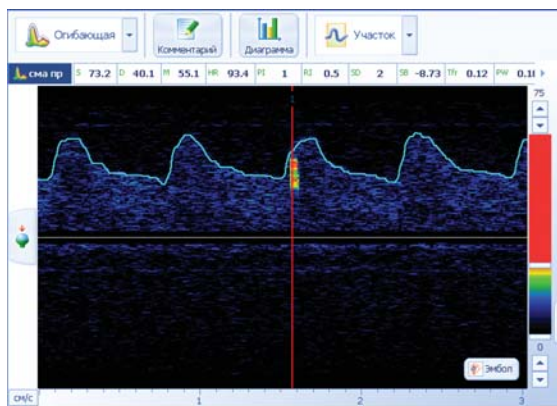 Огибающая
Комментарий
Диаграмма
Участок
сма пр S 73.2 D 40.1 M 55.1 HR 93.4 PI 1 RI 0.5 SD 2 SB -8.73 Tfr 0.12 PW
75
0
Эмбол
см/с 1 2 3